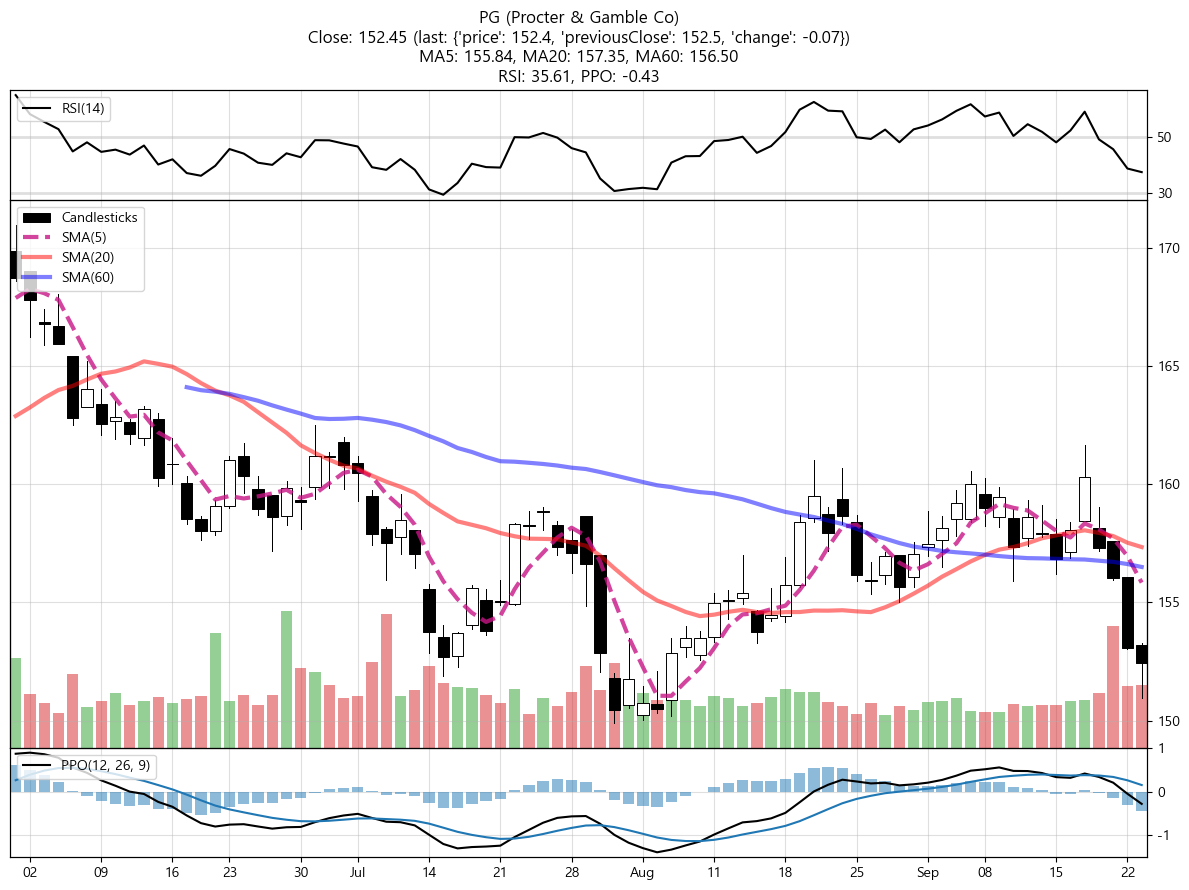 PG (Procter & Gamble Co)
Close: 152.45 (last: {'price': 152.4, 'previousClose': 152.5, 'change': -0.07})
MA5: 155.84, MA20: 157.35, MA60: 156.50
RSI: 35.61, PPO: -0.43
RSI(14)
50
30
Candlesticks
SMA(5)
SMA(20)
SMA(60)
170
165
160
155
150
PPO(12, 26, 9)
1
0
-1
02 09 16 23 30 Jul 14 21 28 Aug 11 18 25 Sep 08 15 22